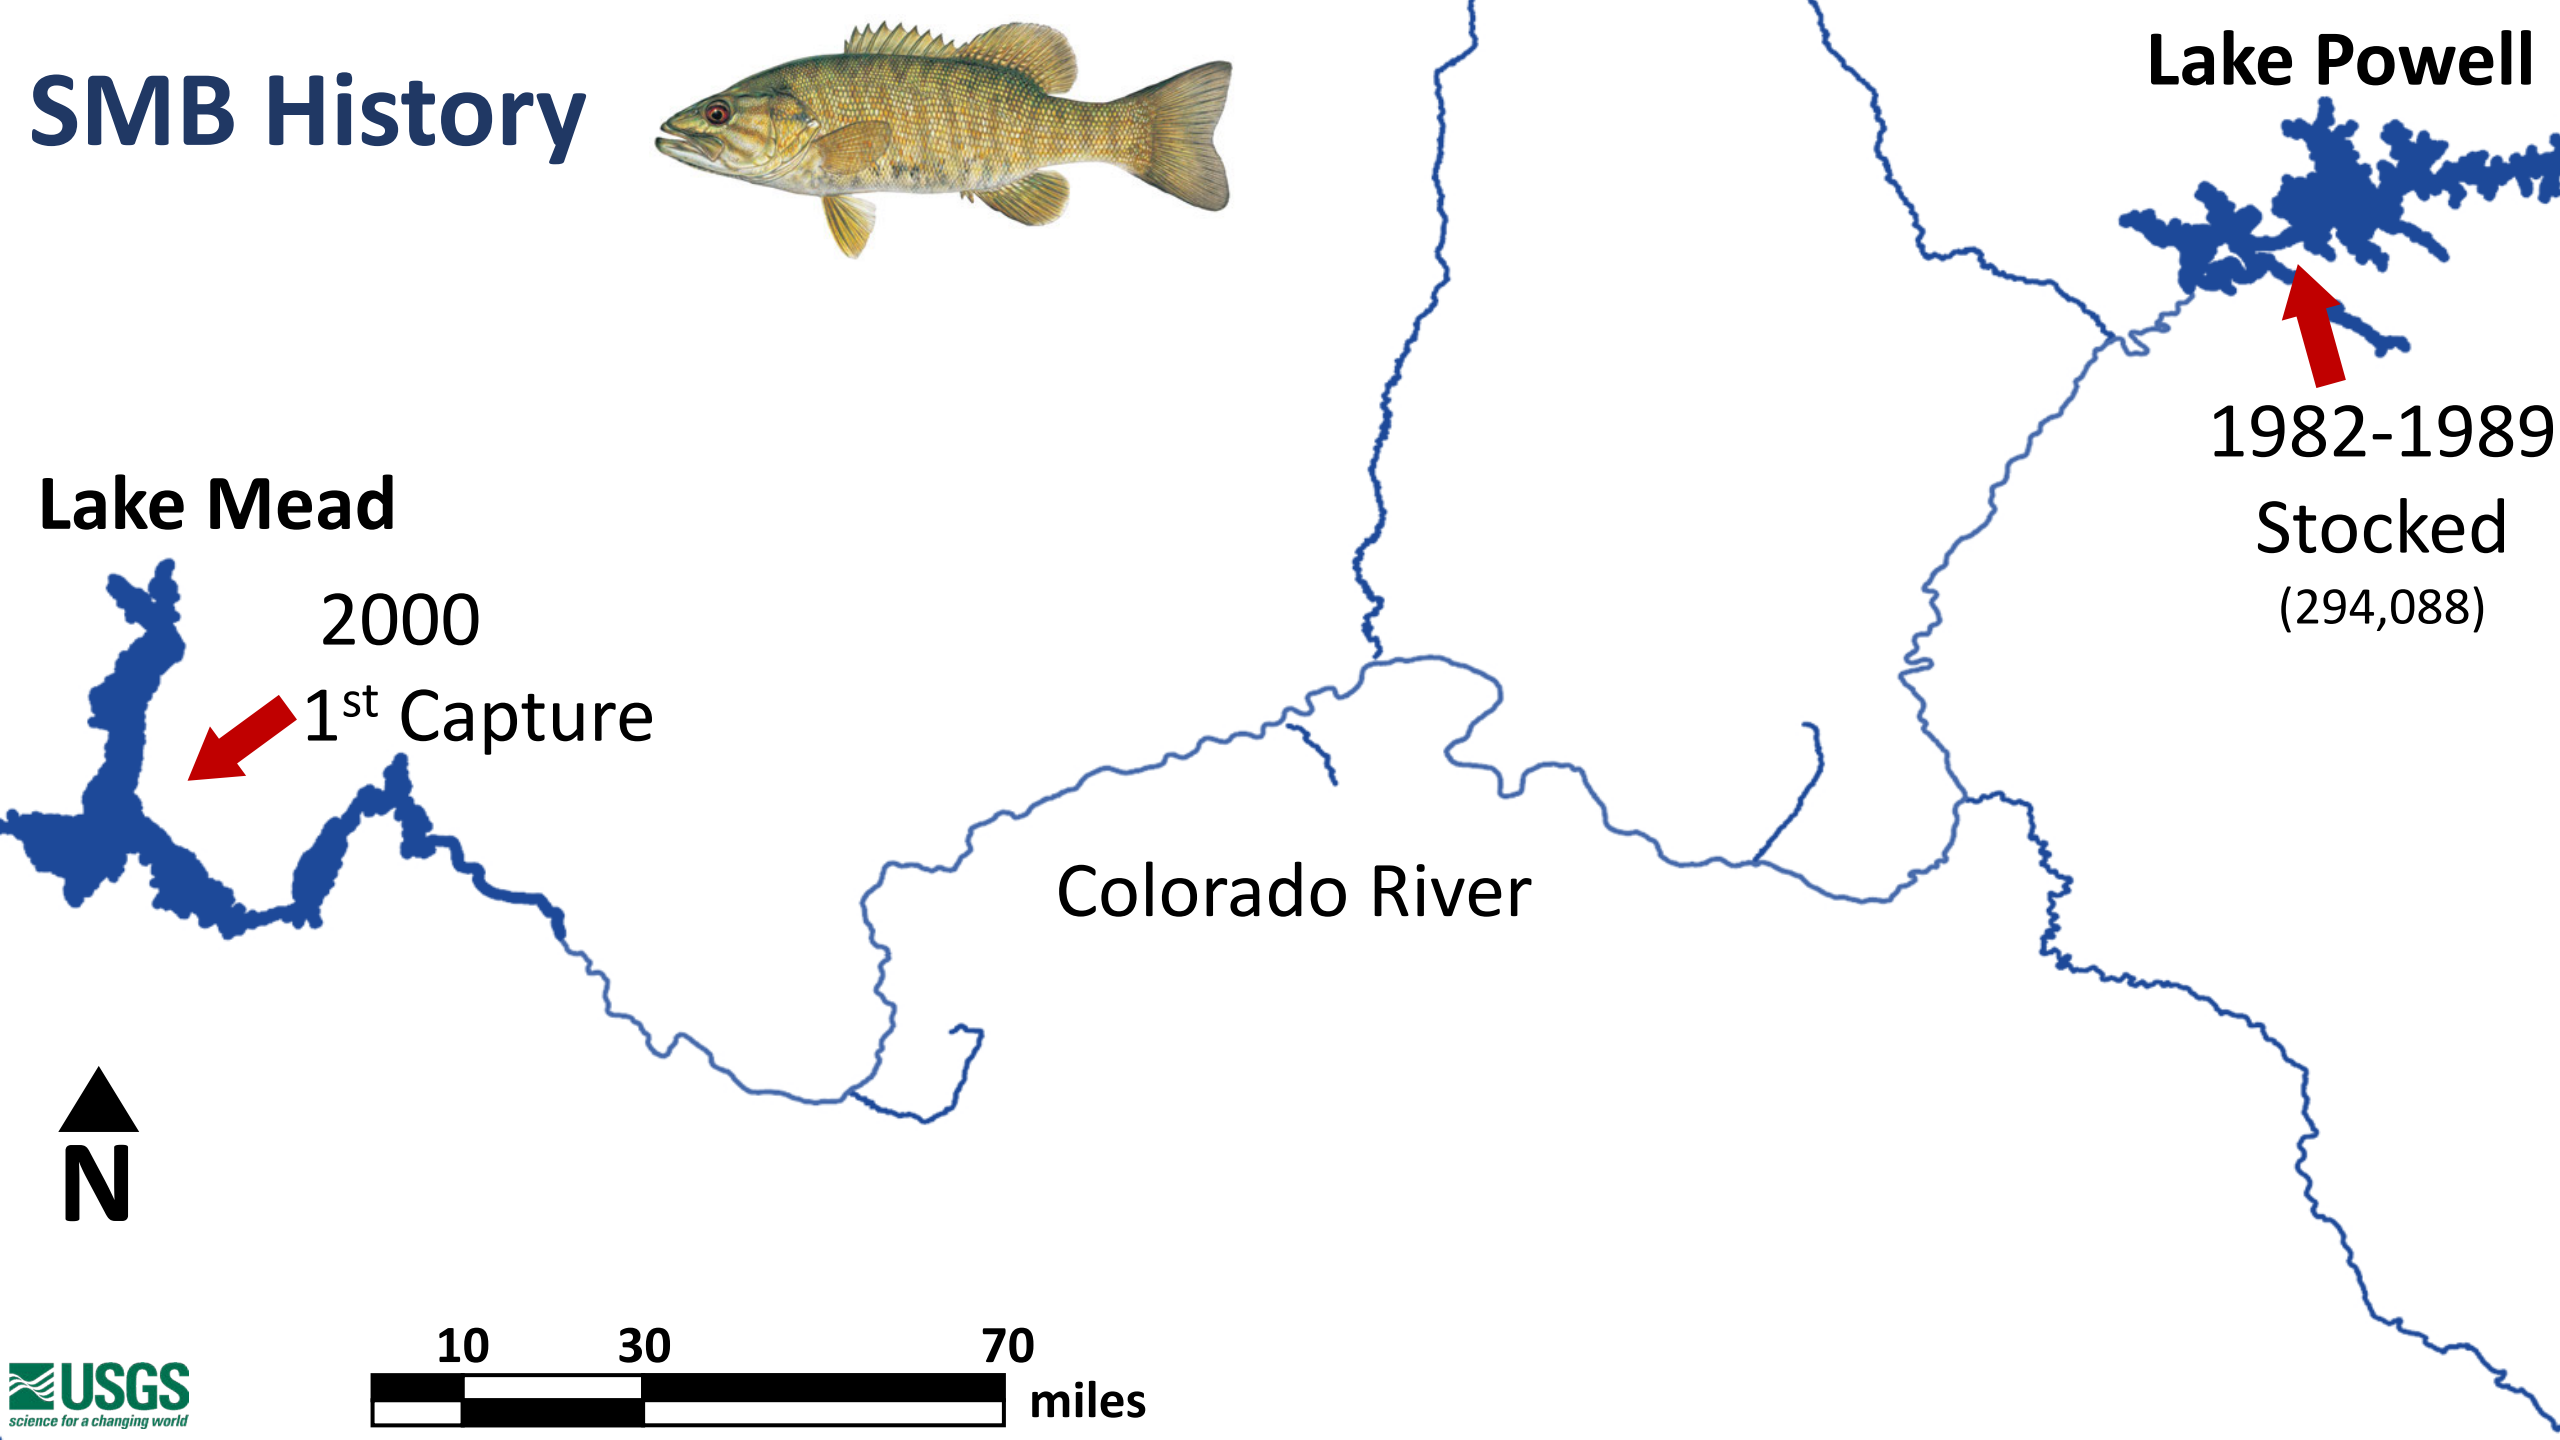 SMB History
Lake Powell
1982-1989
Stocked
(294,088)
Lake Mead
2000
1st Capture
Colorado River
N
10 30 70
miles
USGS
science for a changing world